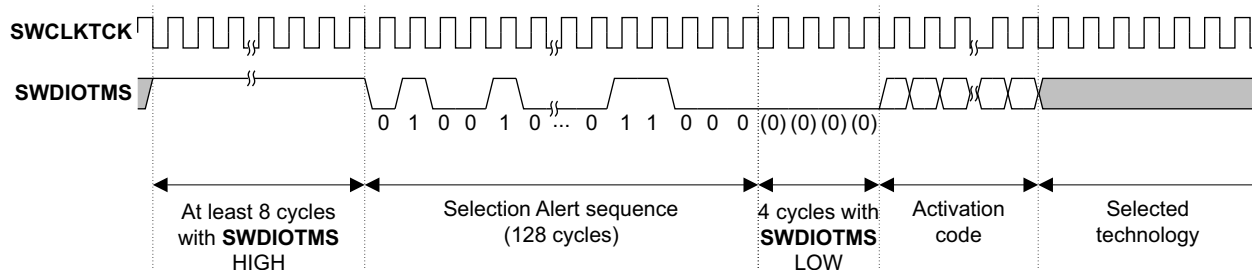 SWCLKTCK
SWDIOTMS
0 1 0 0 1 0 ... 0 1 1 0 0 0 (0) (0) (0) (0)
At least 8 cycles
with SWDIOTMS
HIGH
Selection Alert sequence
(128 cycles)
4 cycles with
SWDIOTMS
LOW
Activation
code
Selected
technology